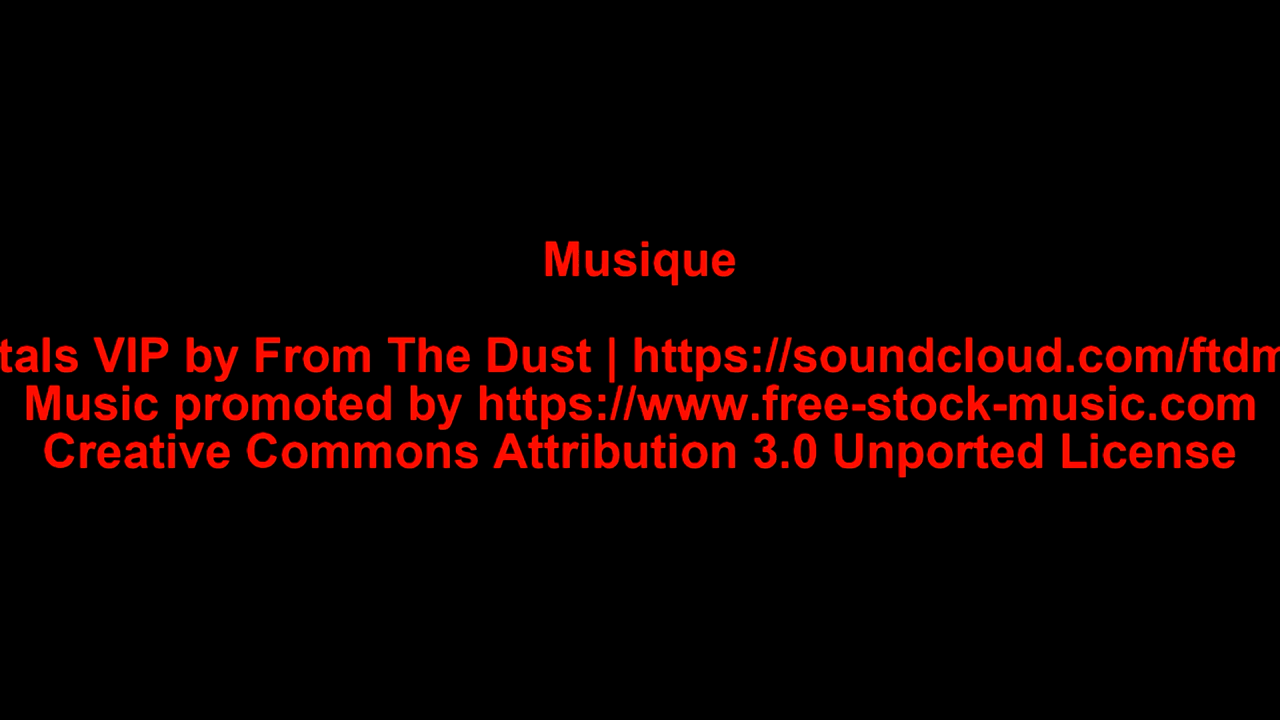 Musique
tals VIP by From The Dust | https://soundcloud.com/ftdm
Music promoted by https://www.free-stock-music.com
Creative Commons Attribution 3.0 Unported License